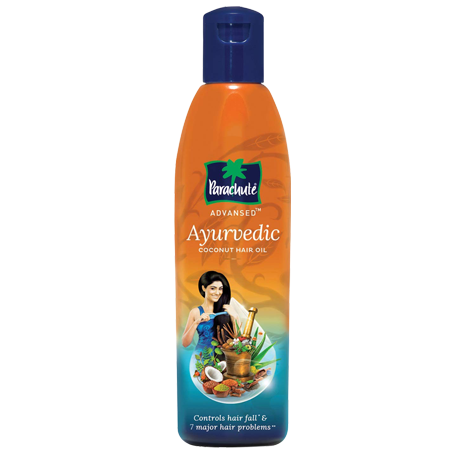 Parachute
ADVANSED™
Ayurvedic
COCONUT HAIR OIL
Controls hair fall* &
7 major hair problems**